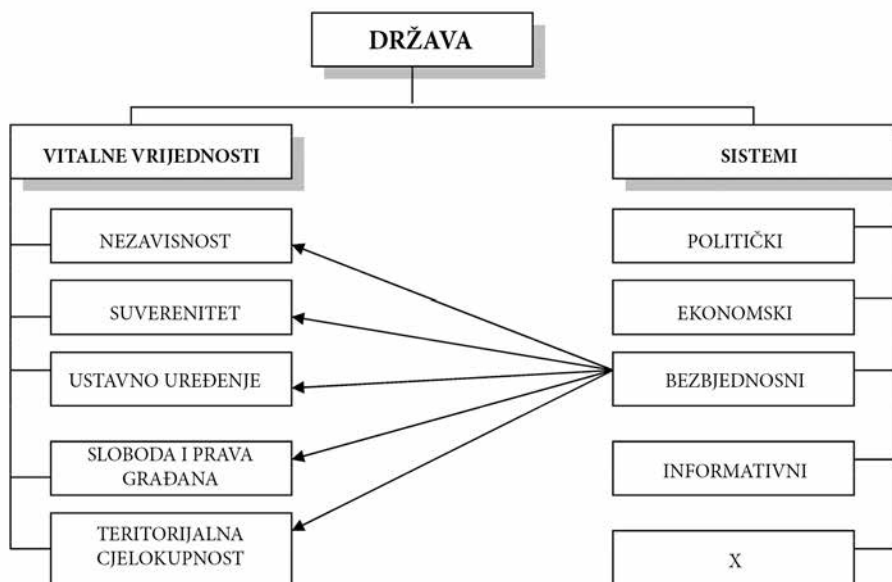 DRŽAVA
VITALNE VRIJEDNOSTI
NEZAVISNOST
SUVERENITET
USTAVNO UREĐENJE
SLOBODA I PRAVA
GRAĐANA
TERITORIJALNA
CJELOKUPNOST
SISTEMI
POLITIČKI
EKONOMSKI
BEZBJEDNOSNI
INFORMATIVNI
X